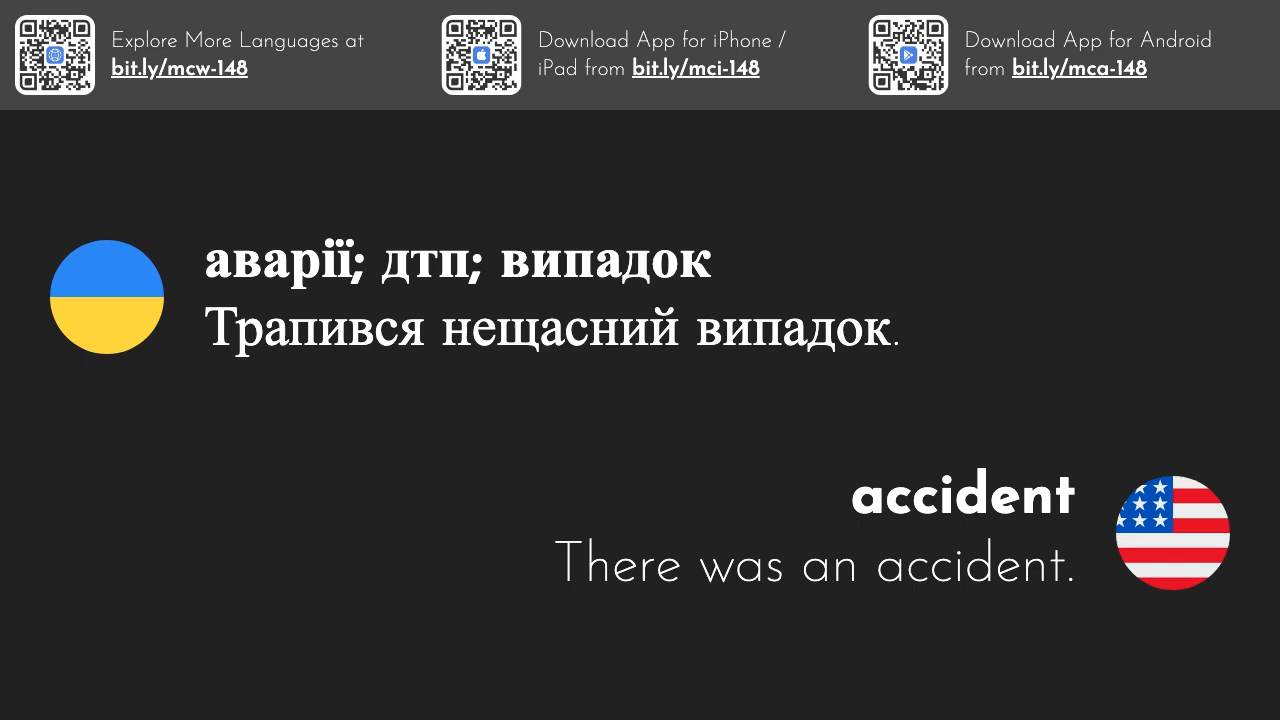 Explore More Languages at
bit.ly/mcw-148
Download App for iPhone /
iPad from bit.ly/mci-148
Download App for Android
from bit.ly/mca-148
аварії; дтп; випадок
Трапився нещасний випадок.
accident
There was an accident.